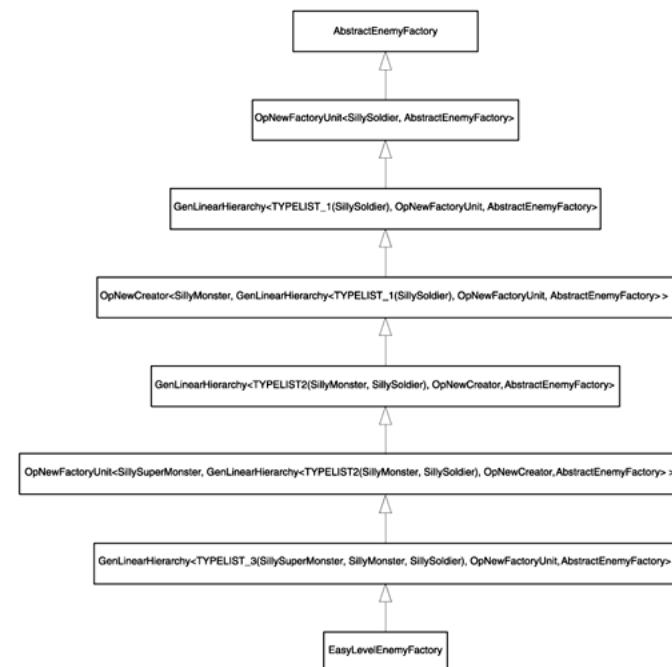 AbstractEnemyFactory
OpNewFactoryUnit<SillySoldier, AbstractEnemyFactory>
GenLinearHierarchy<TYPELIST_1(SillySoldier), OpNewFactoryUnit, AbstractEnemyFactory>
OpNewCreator<SillyMonster, GenLinearHierarchy<TYPELIST_1(SillySoldier), OpNewFactoryUnit, AbstractEnemyFactory> >
GenLinearHierarchy<TYPELIST2(SillyMonster, SillySoldier), OpNewCreator, AbstractEnemyFactory>
OpNewFactoryUnit<SillySuperMonster, GenLinearHierarchy<TYPELIST2(SillyMonster, SillySoldier), OpNewCreator, AbstractEnemyFactory> >
GenLinearHierarchy<TYPELIST_3(SillySuperMonster, SillyMonster, SillySoldier), OpNewFactoryUnit, AbstractEnemyFactory>
EasyLevelEnemyFactory